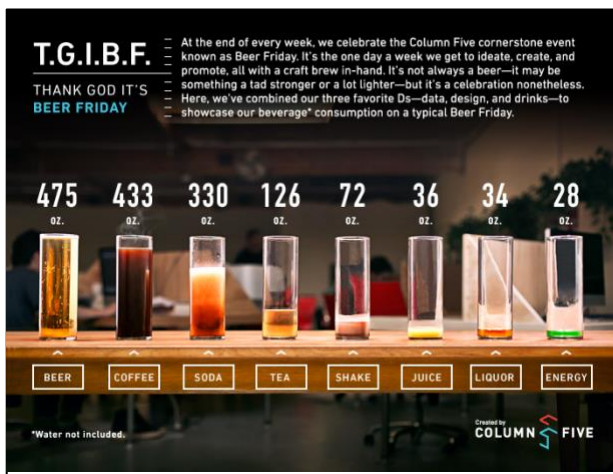 T.G.I.B.F.
THANK GOD IT'S
BEER FRIDAY
At the end of every week, we celebrate the Column Five cornerstone event
known as Beer Friday. It's the one day a week we get to ideate, create, and
promote, all with a craft brew in-hand. It's not always a beer—it may be
something a tad stronger or a lot lighter—but it's a celebration nonetheless.
Here, we've combined our three favorite Ds—data, design, and drinks—to
showcase our beverage* consumption on a typical Beer Friday.
475 433 330 126 72 36 34 28
OZ. OZ. OZ. OZ. OZ. OZ. OZ. OZ.
BEER COFFEE SODA TEA SHAKE JUICE LIQUOR ENERGY
*Water not included.
Created by
COLUMN FIVE